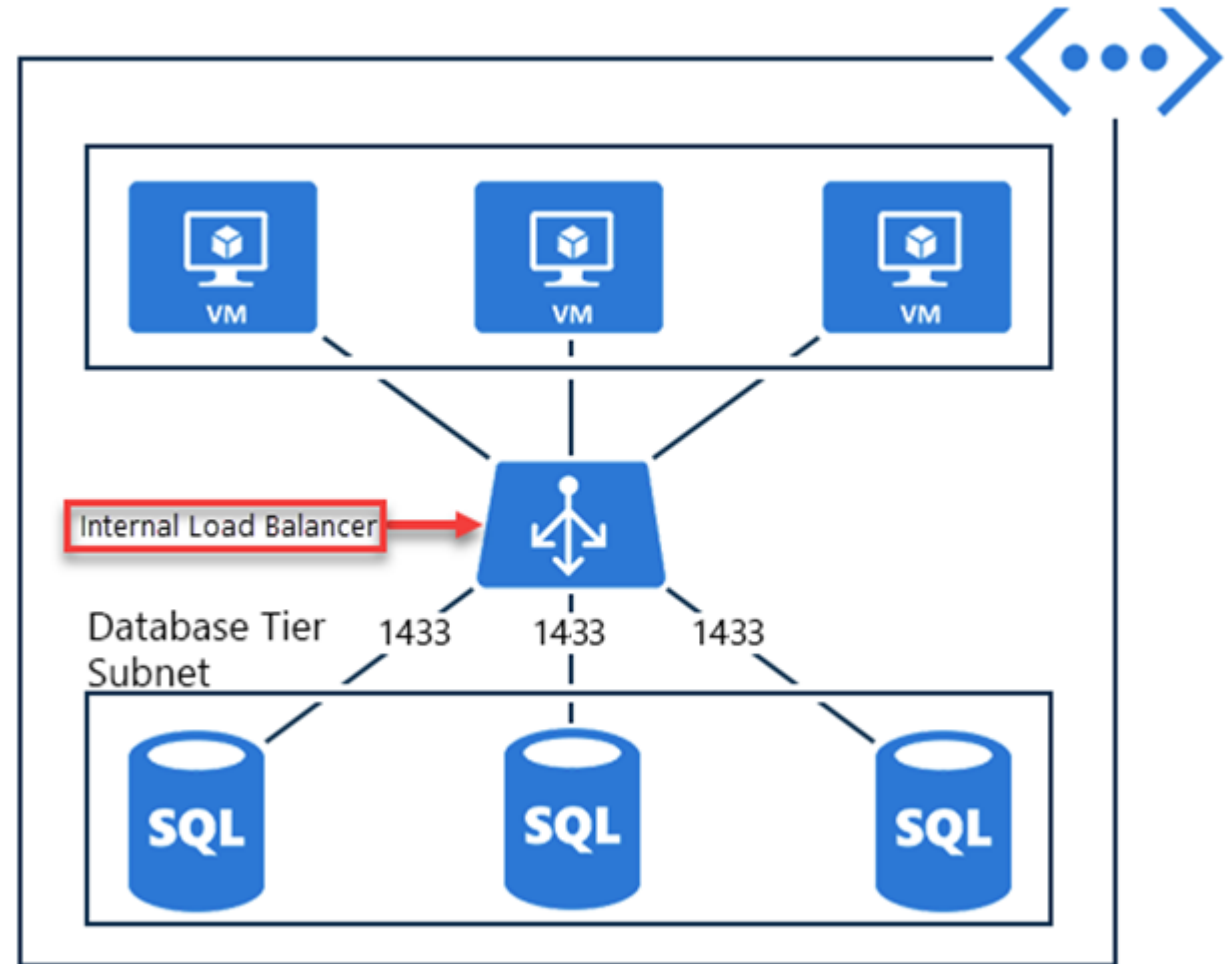 VM
VM
VM
Internal Load Balancer
Database Tier
Subnet
1433
1433
1433
SQL
SQL
SQL